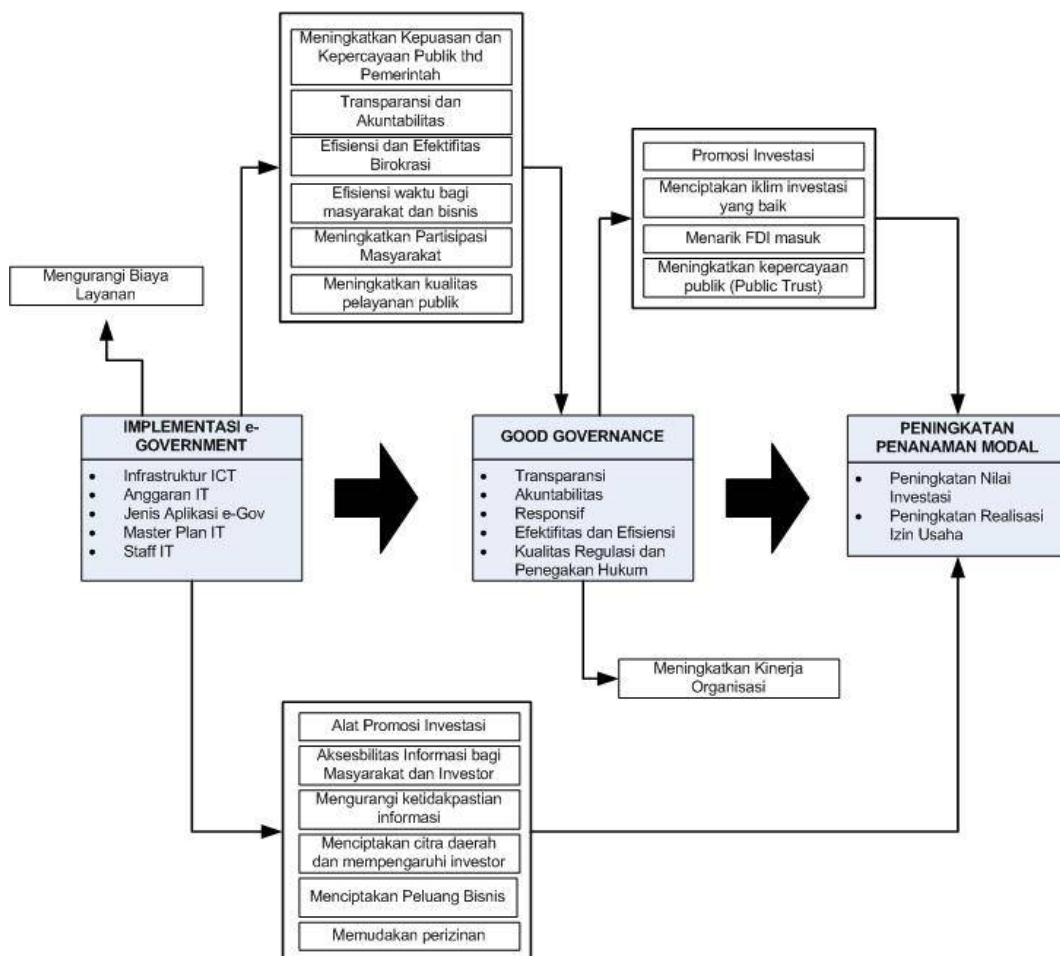 Meningkatkan Kepuasan dan
Kepercayaan Publik thd
Pemerintah
Transparansi dan
Akuntabilitas
Efisiensi dan Efektifitas
Birokrasi
Efisiensi waktu bagi
masyarakat dan bisnis
Meningkatkan Partisipasi
Masyarakat
Meningkatkan kualitas
pelayanan publik
Promosi Investasi
Menciptakan iklim investasi
yang baik
Menarik FDI masuk
Meningkatkan kepercayaan
publik (Public Trust)
Mengurangi Biaya
Layanan
IMPLEMENTASI e-
GOVERNMENT
• Infrastruktur ICT
• Anggaran IT
• Jenis Aplikasi e-Gov
• Master Plan IT
• Staff IT
GOOD GOVERNANCE
• Transparansi
• Akuntabilitas
• Responsif
• Efektifitas dan Efisiensi
• Kualitas Regulasi dan
Penegakan Hukum
PENINGKATAN
PENANAMAN MODAL
• Peningkatan Nilai
Investasi
• Peningkatan Realisasi
Izin Usaha
Meningkatkan Kinerja
Organisasi
Alat Promosi Investasi
Aksesbilitas Informasi bagi
Masyarakat dan Investor
Mengurangi ketidakpastian
informasi
Menciptakan citra daerah
dan mempengaruhi investor
Menciptakan Peluang Bisnis
Memudakan perizinan